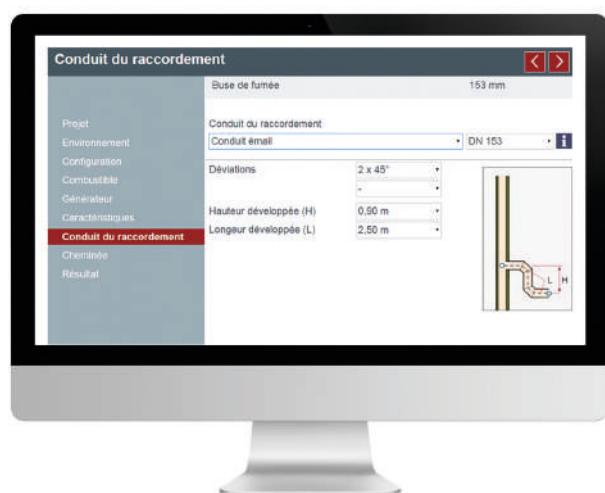 Conduit du raccordement
Buse de fumée 153 mm
Projet
Environnement
Configuration
Combustible
Générateur
Caractéristiques
Conduit du raccordement
Cheminée
Résultat
Conduit du raccordement
Conduit émail DN 153 i
Déviations 2 x 45°
-
Hauteur développée (H) 0,90 m
Longeur développée (L) 2,50 m
L H